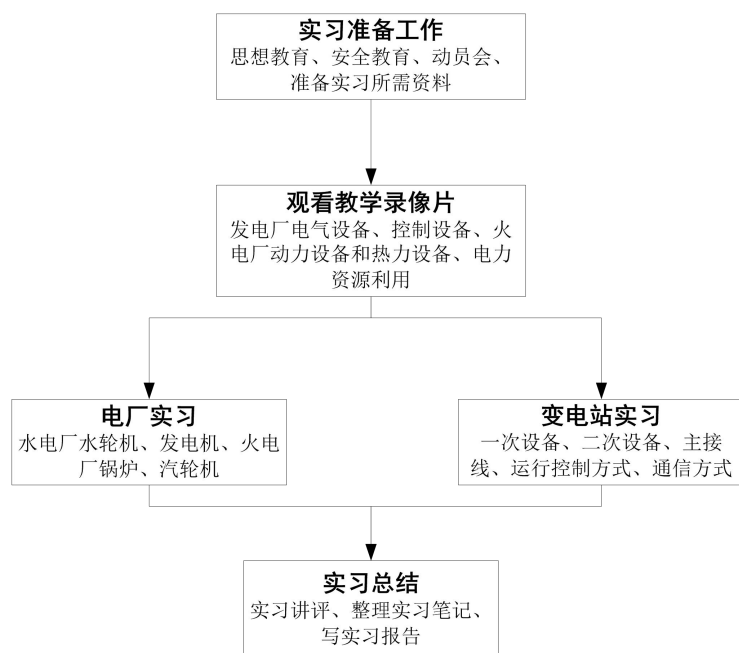 实习准备工作
思想教育、安全教育、动员会、
准备实习所需资料
观看教学录像片
发电厂电气设备、控制设备、火
电厂动力设备和热力设备、电力
资源利用
电厂实习
水电厂水轮机、发电机、火电
厂锅炉、汽轮机
变电站实习
一次设备、二次设备、主接
线、运行控制方式、通信方式
实习总结
实习讲评、整理实习笔记、
写实习报告